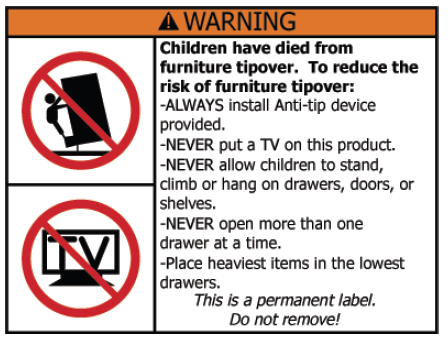 WARNING
Children have died from
furniture tipover. To reduce the
risk of furniture tipover:
-ALWAYS install Anti-tip device
provided.
-NEVER put a TV on this product.
-NEVER allow children to stand,
climb or hang on drawers, doors, or
shelves.
-NEVER open more than one
drawer at a time.
-Place heaviest items in the lowest
drawers.
This is a permanent label.
Do not remove!
TV